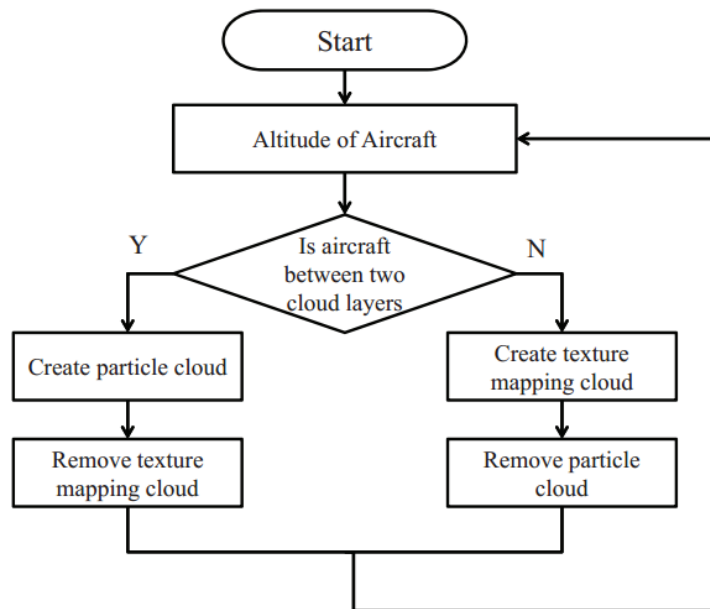 Start
Altitude of Aircraft
Is aircraft
between two
cloud layers
Y
N
Create particle cloud
Create texture
mapping cloud
Remove texture
mapping cloud
Remove particle
cloud